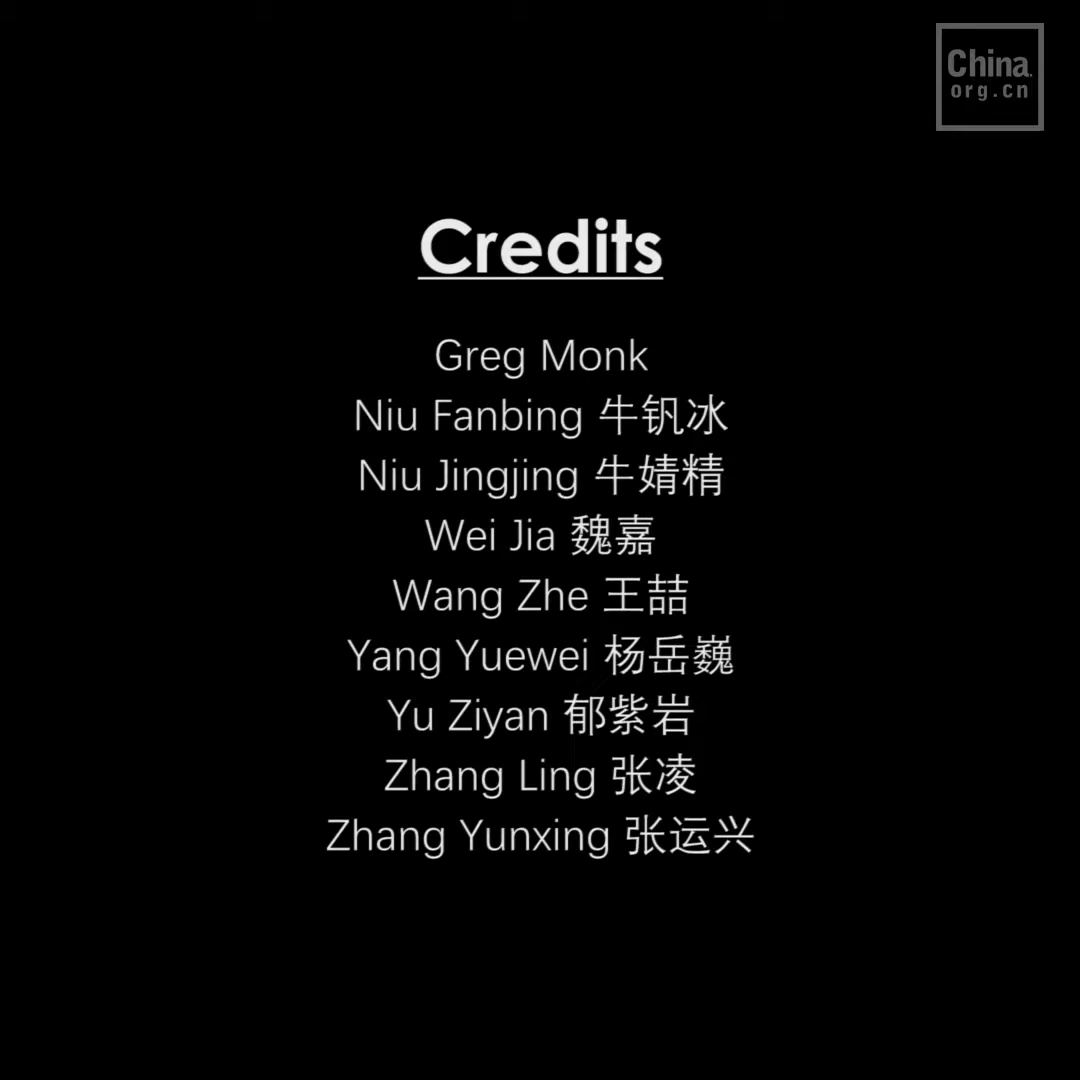 China.
org.cn
Credits
Greg Monk
Niu Fanbing 牛钒冰
Niu Jingjing 牛婧精
Wei Jia 魏嘉
Wang Zhe 王喆
Yang Yuewei 杨岳巍
Yu Ziyan 郁紫岩
Zhang Ling 张凌
Zhang Yunxing 张运兴